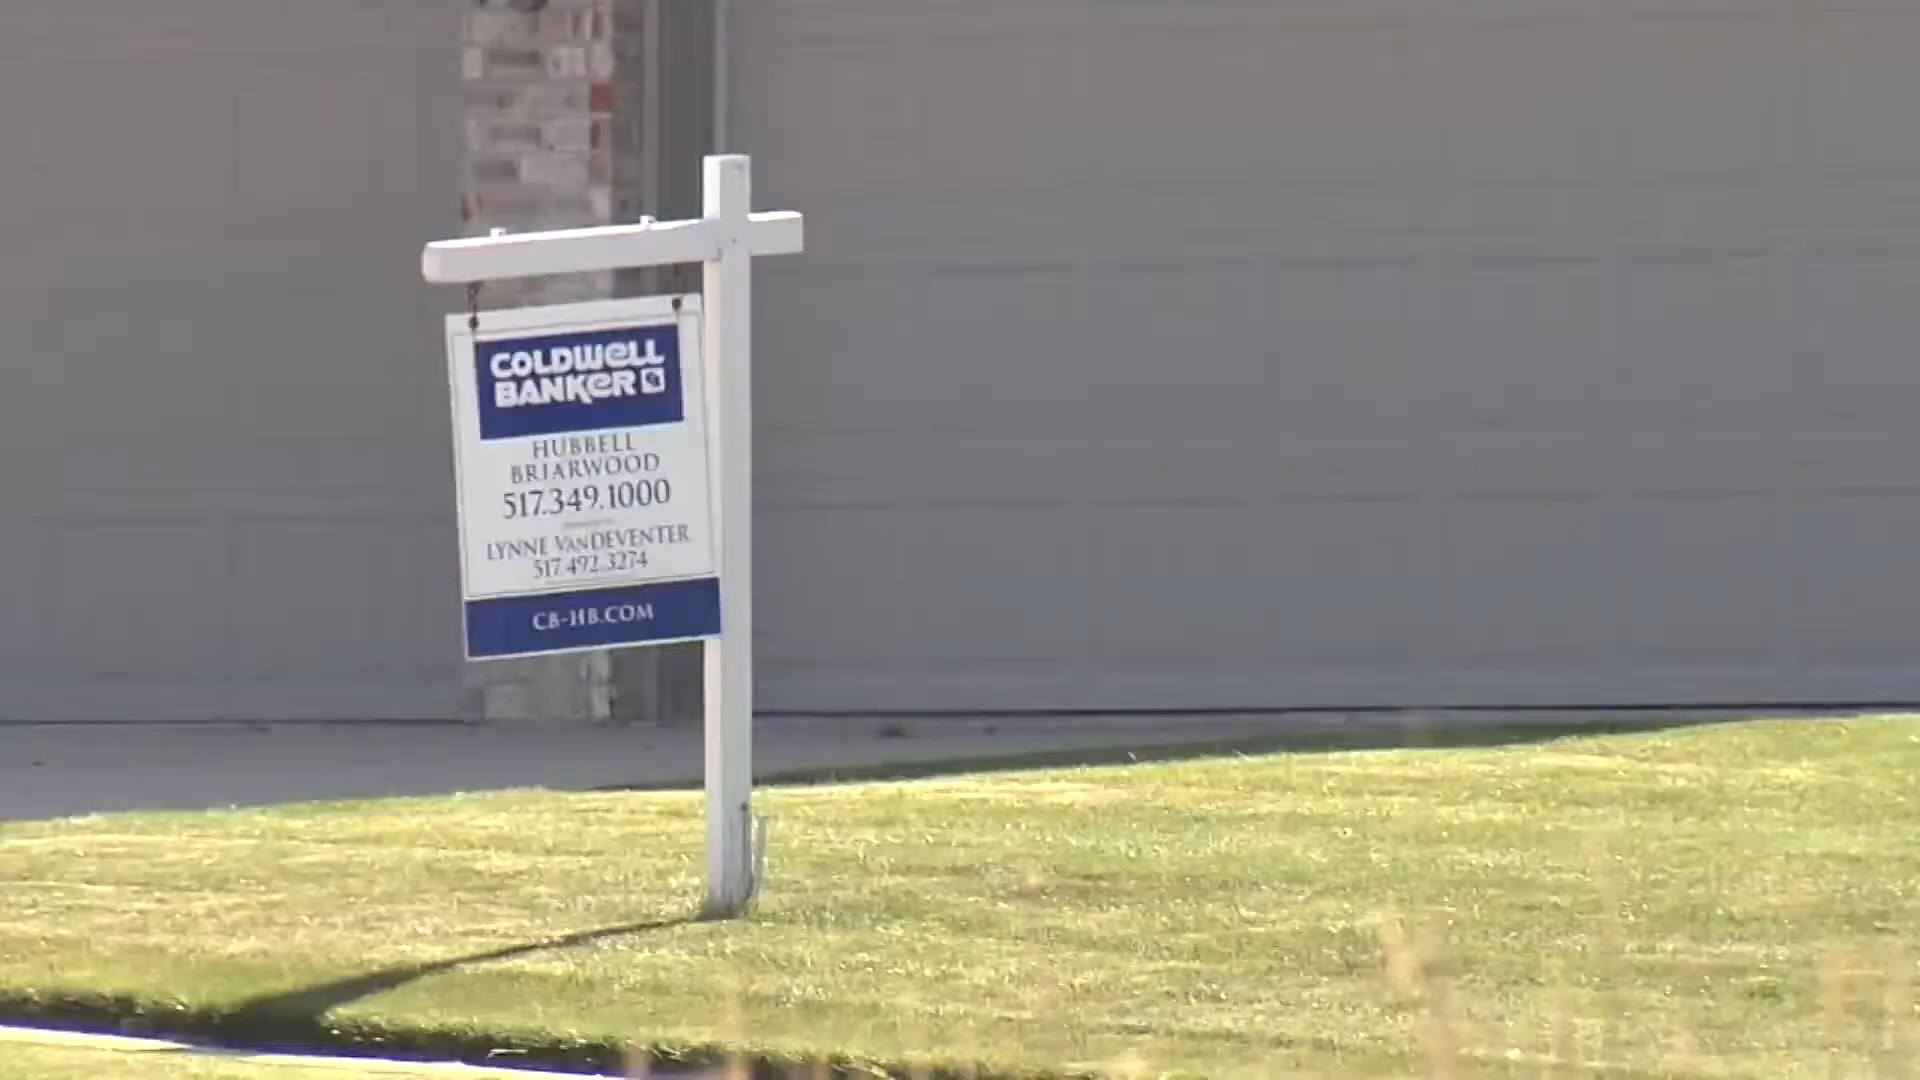 COLDWELL
BANKER
HUBBELL
BRIARWOOD
517.349.1000
LYNNE VANDEVENTER
517.492.3274
CB-HB.COM